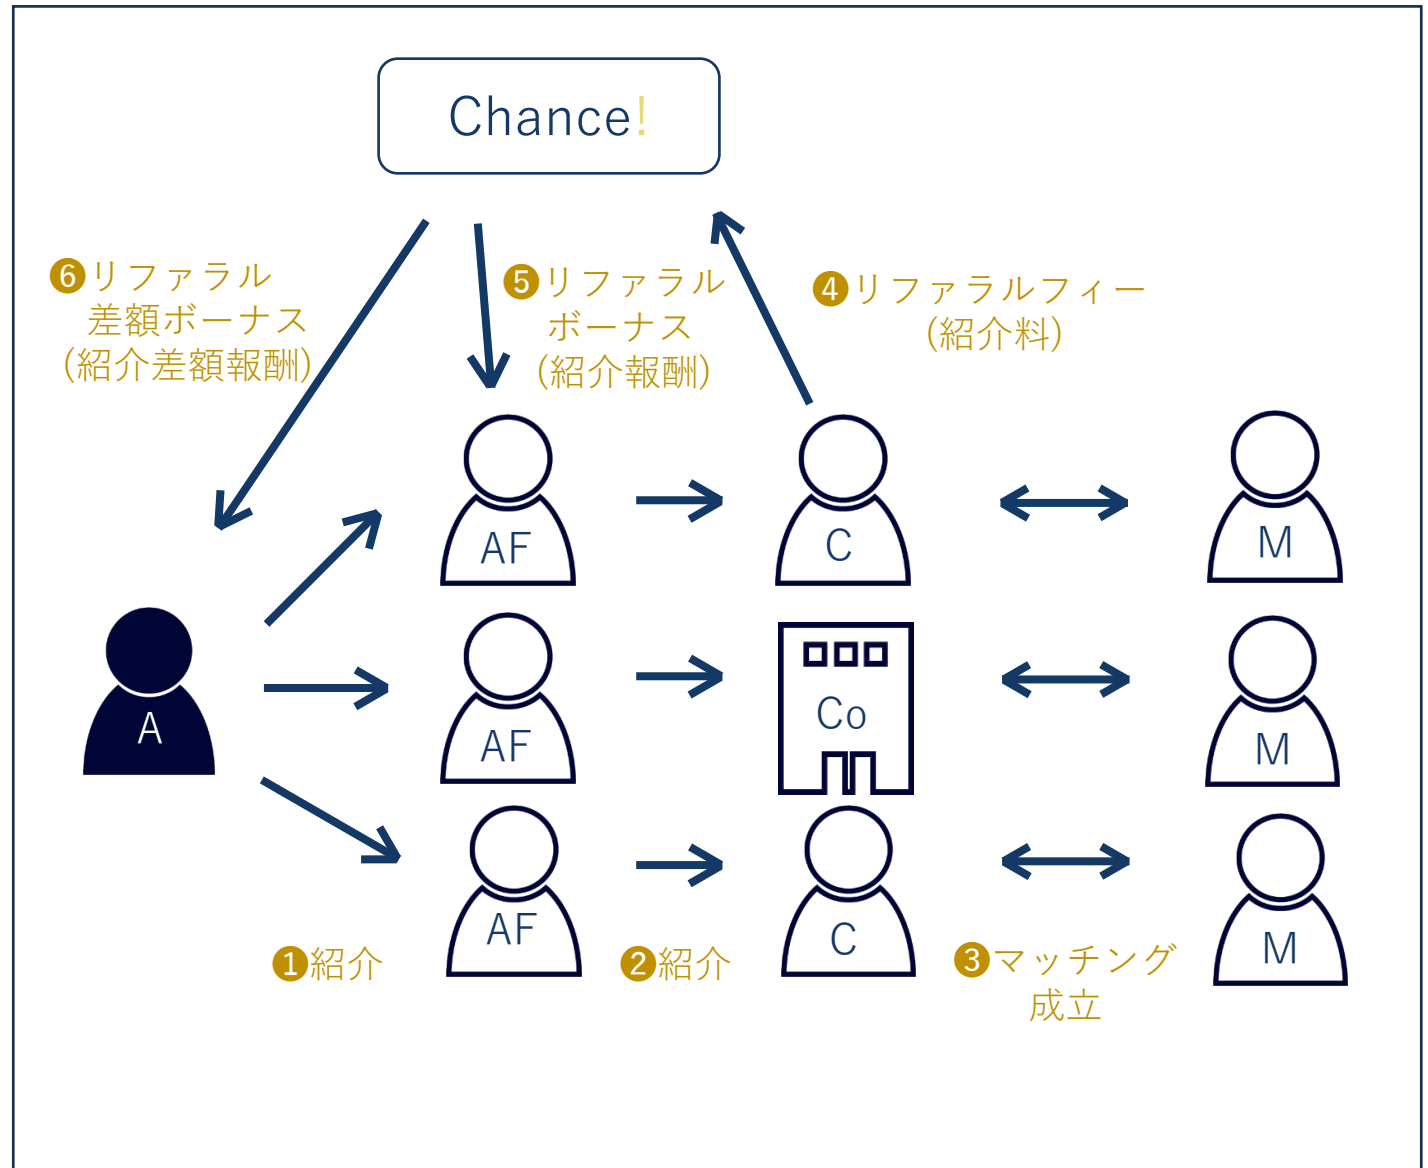 Chance!
❻リファラル
差額ボーナス
(紹介差額報酬)
❺リファラル
ボーナス
(紹介報酬)
❹リファラルフィー
(紹介料)
AF
C
M
A
AF
Co
M
AF
C
M
❶紹介
❷紹介
❸マッチング
成立